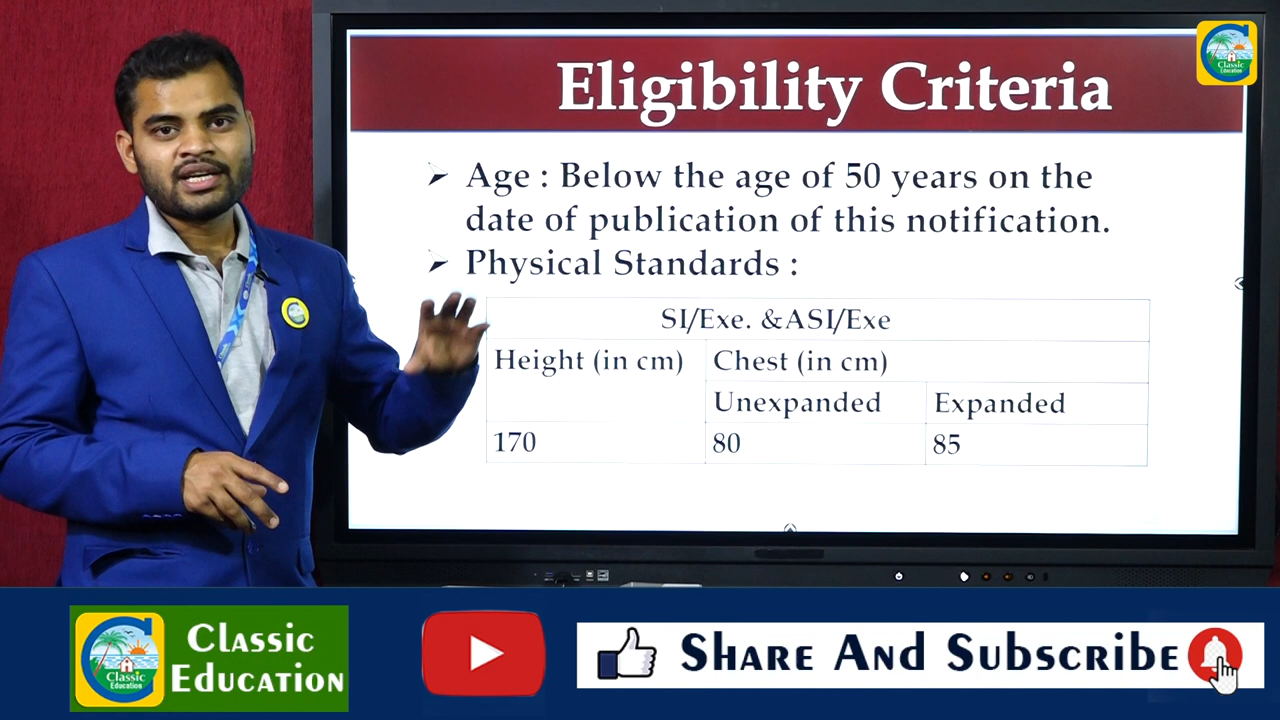 Eligibility Criteria
Classic
Education
Age : Below the age of 50 years on the
date of publication of this notification.
Physical Standards :
SI/Exe. &ASI/Exe
Height (in cm) Chest (in cm)
Unexpanded Expanded
170 80 85
Classic
Education
Classic
Education
Share And Subscribe